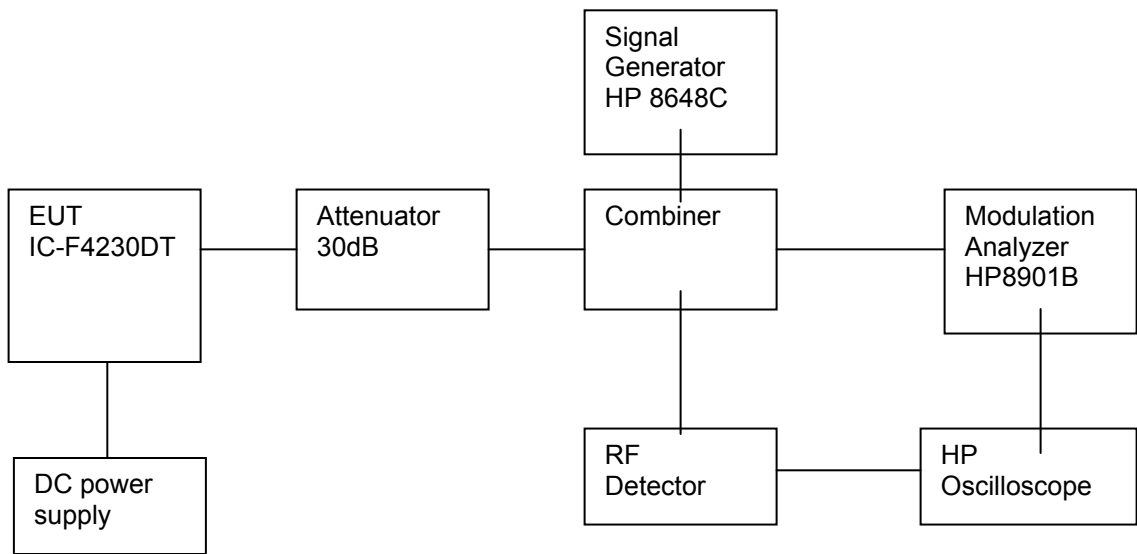 Signal
Generator
HP 8648C
EUT
IC-F4230DT
Attenuator
30dB
Combiner
Modulation
Analyzer
HP8901B
DC power
supply
RF
Detector
HP
Oscilloscope